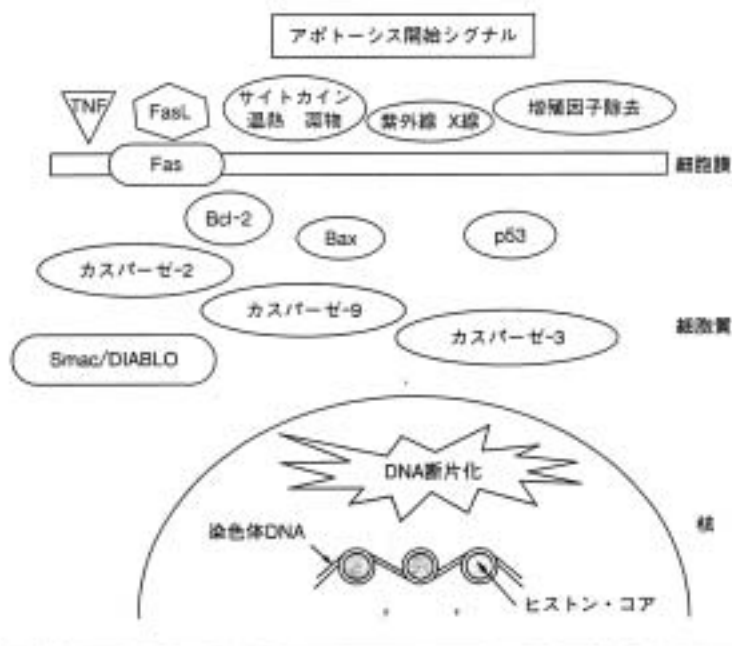 アポトーシス開始シグナル
TNF
FasL
サイトカイン
温熱 薬物
紫外線 X線
増殖因子除去
Fas
細胞膜
Bcl-2
Bax
p53
カスパーゼ-2
カスパーゼ-9
カスパーゼ-3
細胞質
Smac/DIABLO
DNA断片化
核
染色体DNA
ヒストン・コア